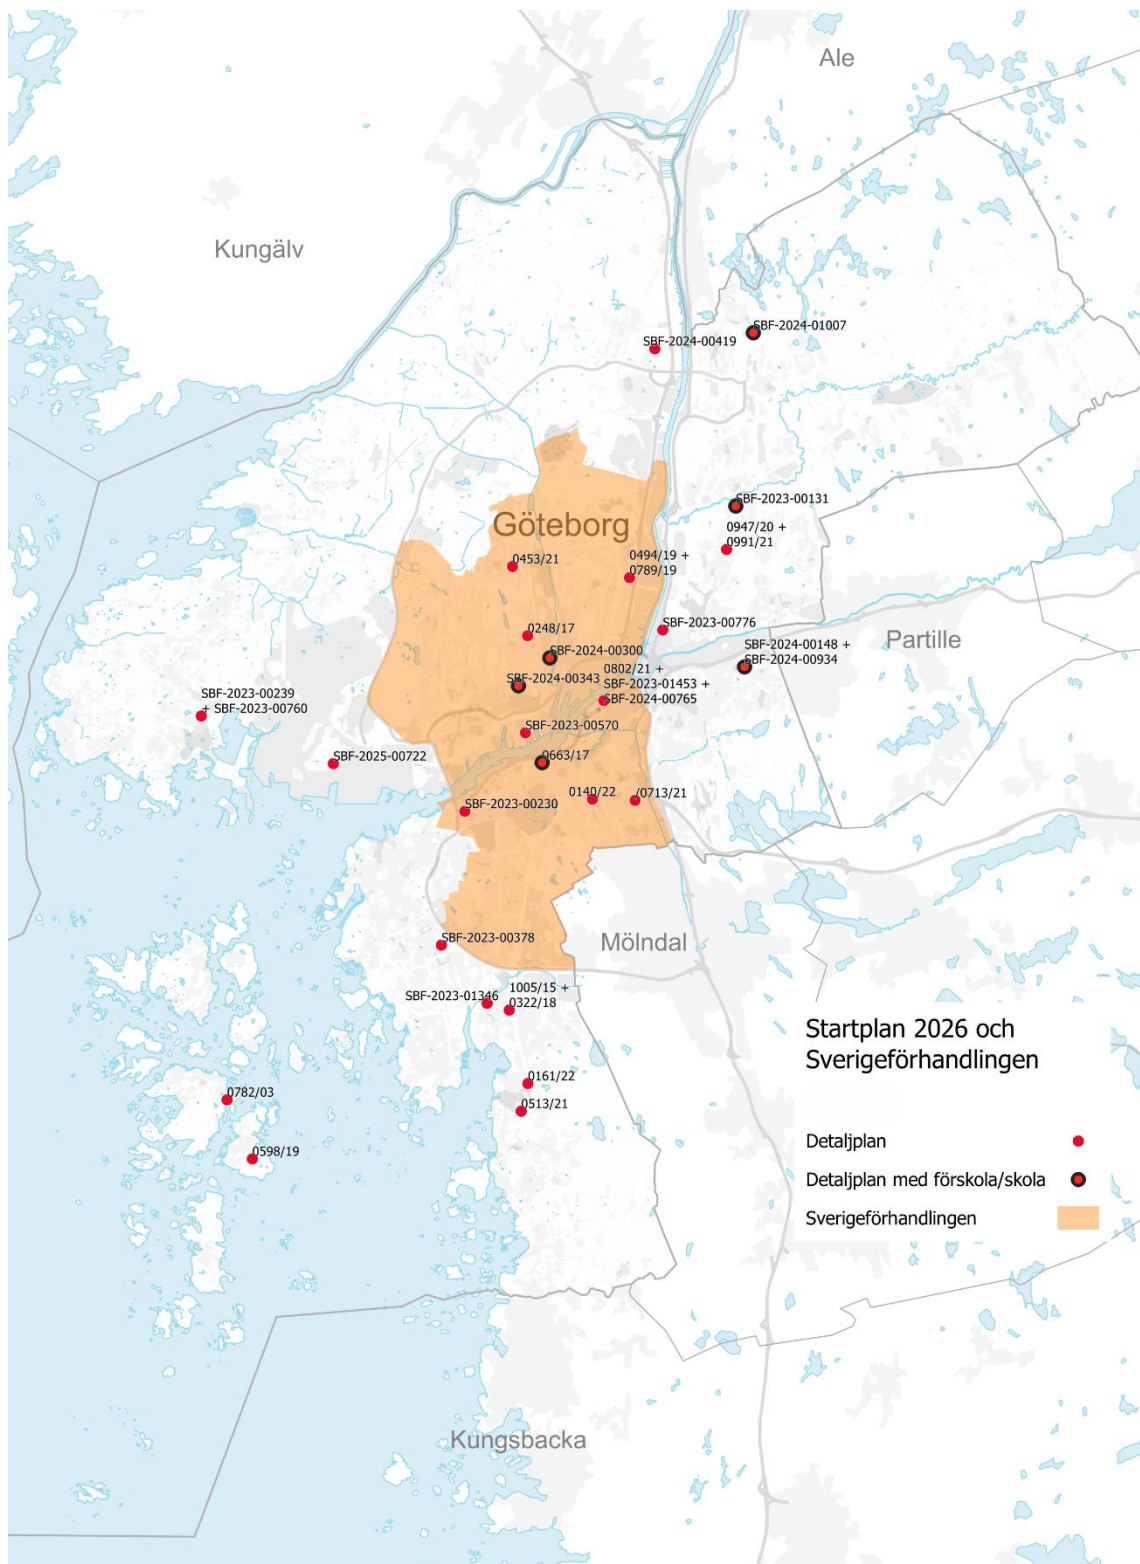 Ale
Kungälv
SBF-2024-01007
SBF-2024-00419
SBF-2023-00131
Göteborg
0947/20 +
0991/21
0453/21
0494/19 +
0789/19
SBF-2023-00776
0248/17
Partille
SBF-2024-00148 +
SBF-2024-00934
SBF-2024-00300
SBF-2024-00343
0802/21 +
SBF-2023-01453 +
SBF-2024-00765
SBF-2023-00239
+ SBF-2023-00760
SBF-2023-00570
0663/17
SBF-2025-00722
0140/22
/0713/21
SBF-2023-00230
SBF-2023-00378
Mölndal
SBF-2023-01346
1005/15 +
0322/18
Startplan 2026 och
Sverigeförhandlingen
0161/22
0782/03
0513/21
0598/19
Detaljplan
Detaljplan med förskola/skola
Sverigeförhandlingen
Kungsbacka